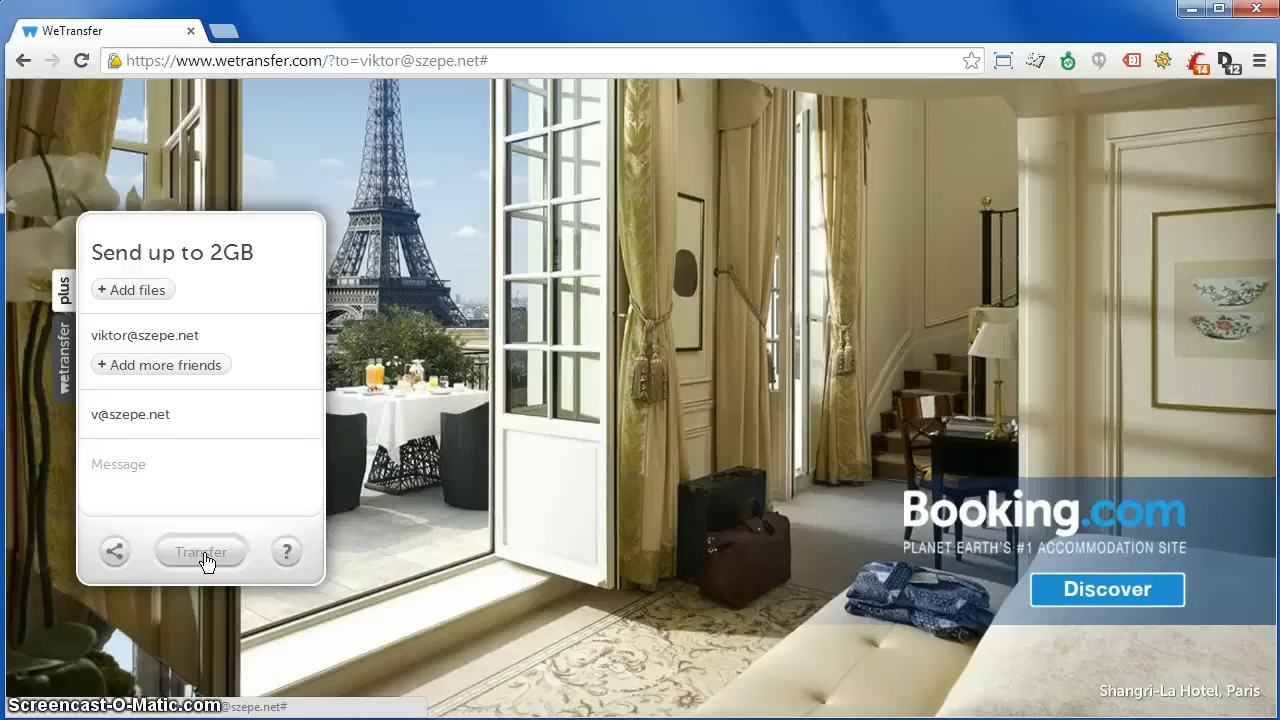 WeTransfer
https://www.wetransfer.com/?to=viktor@szepe.net#
14
12
Send up to 2GB
+ Add files
plus
viktor@szepe.net
wetransfer
+ Add more friends
v@szepe.net
Message
Transfer
?
Booking.com
PLANET EARTH'S #1 ACCOMMODATION SITE
Discover
Shangri-La Hotel, Paris
Screencast-O-Matic.com
@szepe.net#